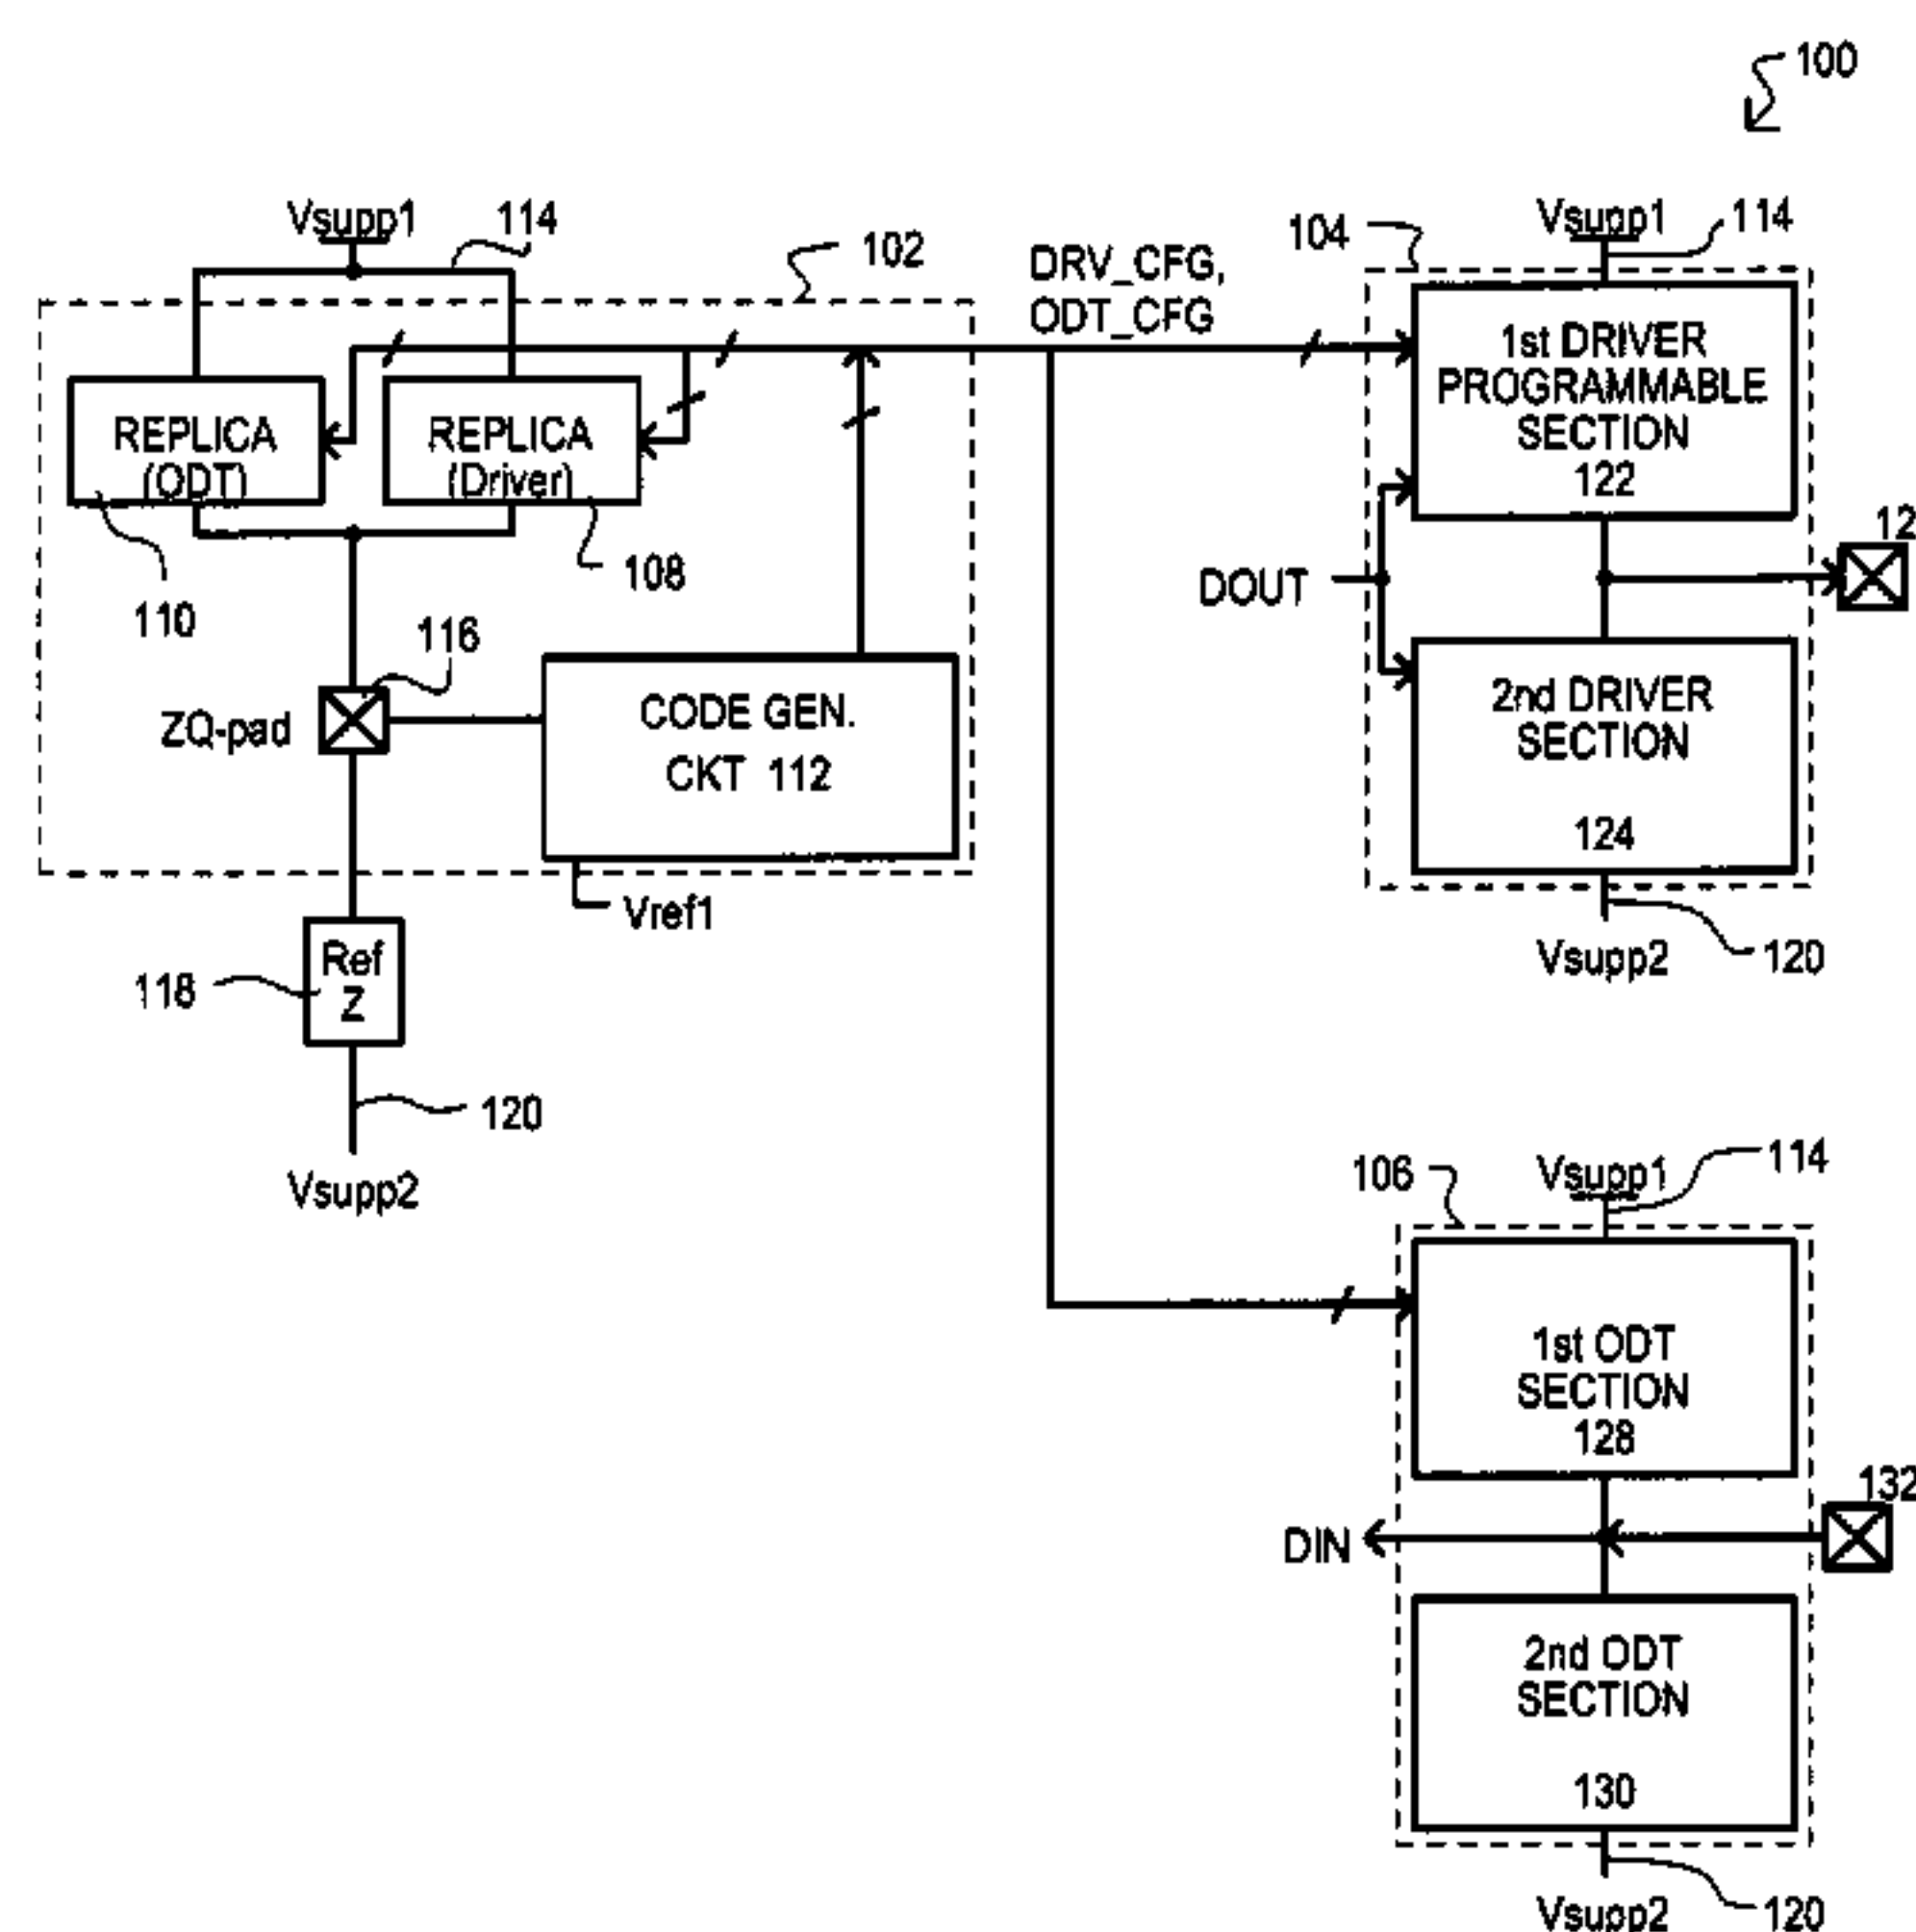 100
Vsupp1
114
102
DRV_CFG,
ODT_CFG
104
Vsupp1
114
REPLICA
(ODT)
REPLICA
(Driver)
110
108
116
ZQ-pad
CODE GEN.
CKT 112
Vref1
118
Ref
Z
120
Vsupp2
1st DRIVER
PROGRAMMABLE
SECTION
122
DOUT
12
2nd DRIVER
SECTION
124
Vsupp2
120
106
Vsupp1
114
1st ODT
SECTION
128
DIN
132
2nd ODT
SECTION
130
Vsupp2
120